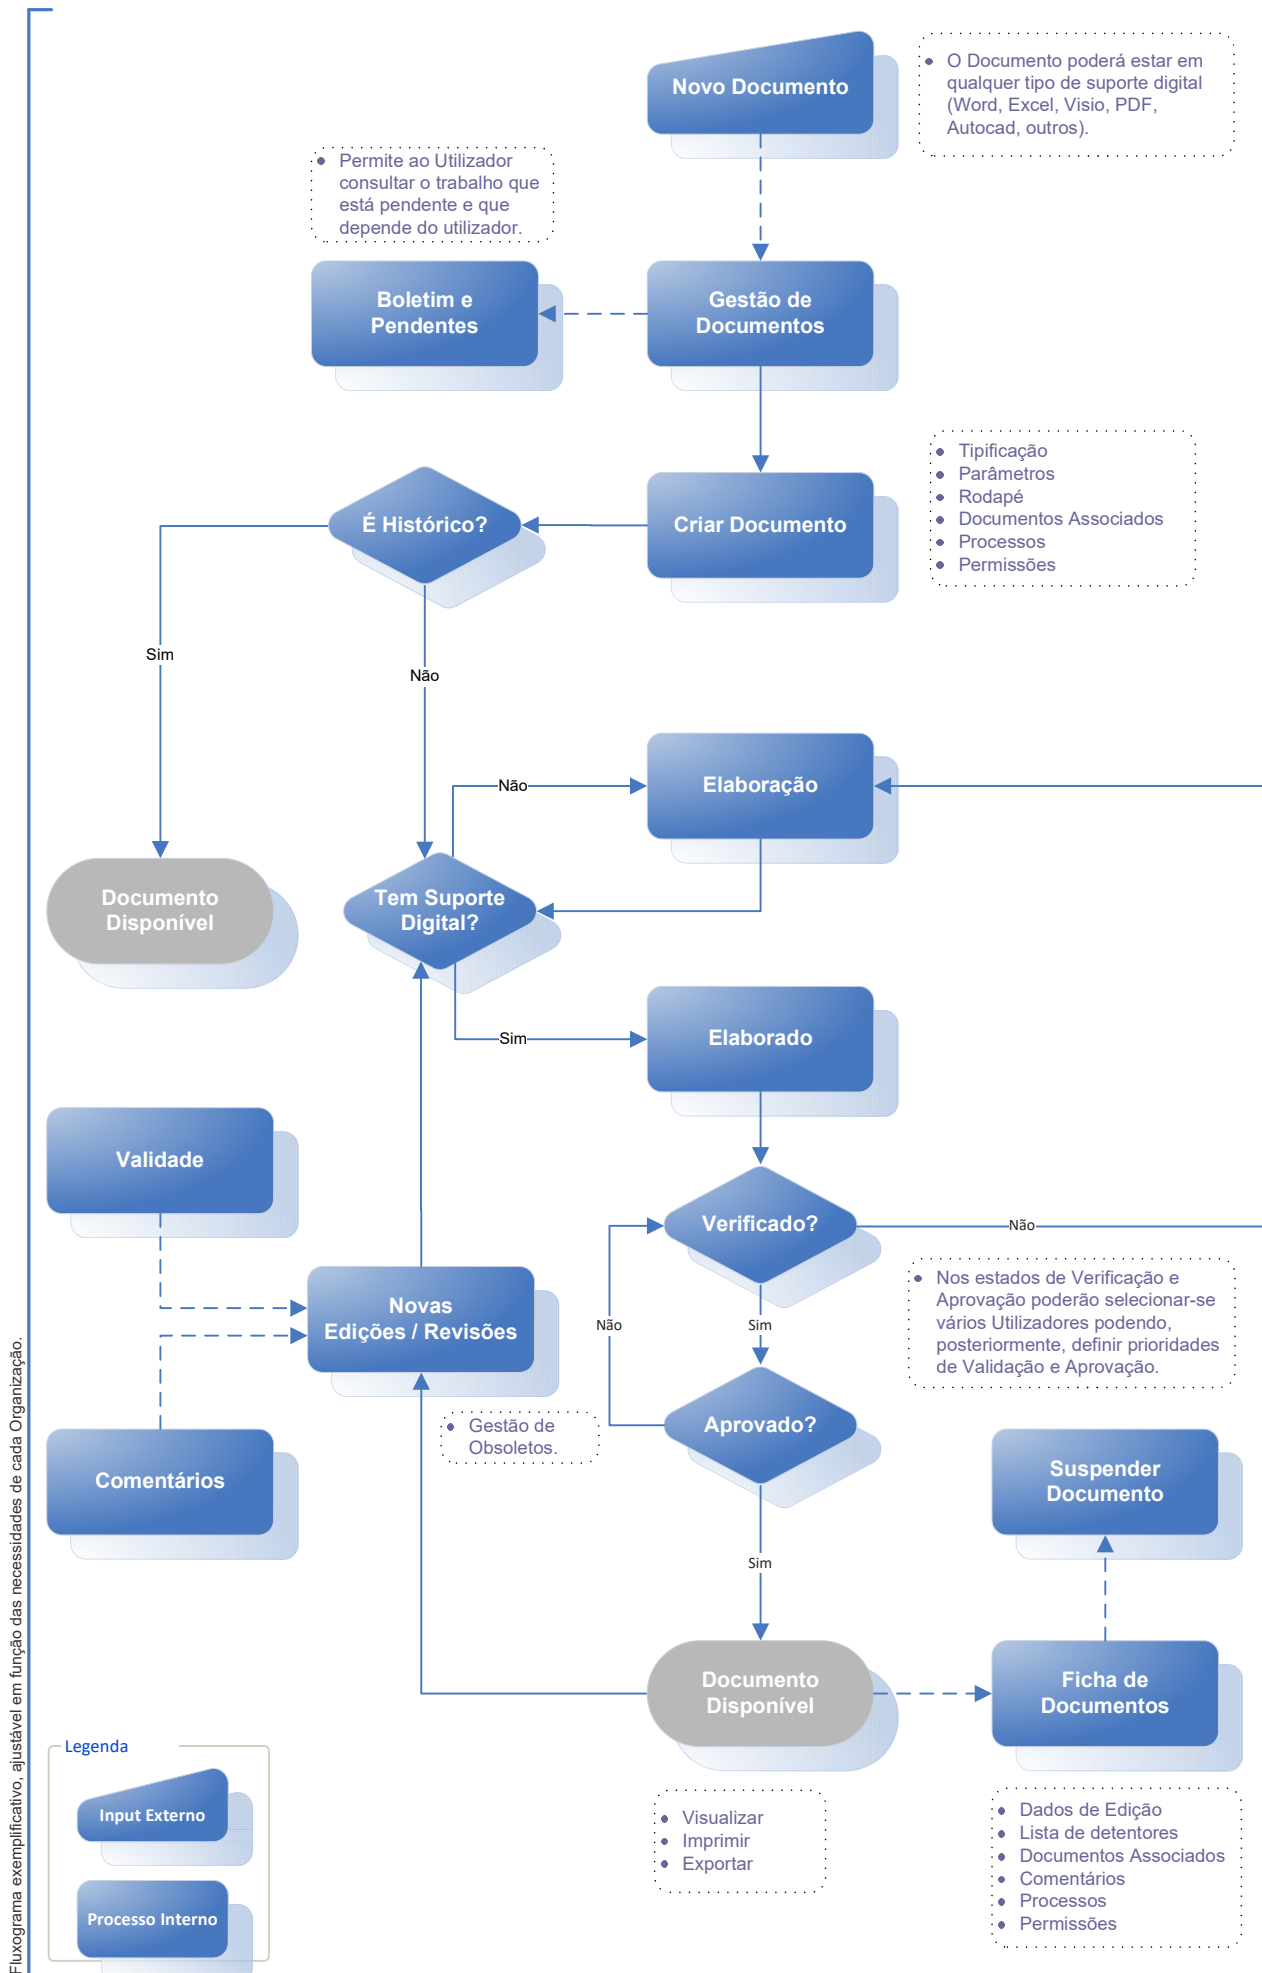 Novo Documento
O Documento poderá estar em
qualquer tipo de suporte digital
(Word, Excel, Visio, PDF,
Autocad, outros).
Permite ao Utilizador
consultar o trabalho que
está pendente e que
depende do utilizador.
Boletim e
Pendentes
Gestão de
Documentos
Tipificação
Parâmetros
Rodapé
Documentos Associados
Processos
Permissões
É Histórico?
Criar Documento
Sim
Não
Não
Elaboração
Documento
Disponível
Tem Suporte
Digital?
Sim
Elaborado
Validade
Verificado?
Não
Nos estados de Verificação e
Aprovação poderão selecionar-se
vários Utilizadores podendo,
posteriormente, definir prioridades
de Validação e Aprovação.
Novas
Edições / Revisões
Não
Sim
Gestão de
Obsoletos.
Aprovado?
Comentários
Suspender
Documento
Sim
Documento
Disponível
Ficha de
Documentos
Visualizar
Imprimir
Exportar
Dados de Edição
Lista de detentores
Documentos Associados
Comentários
Processos
Permissões
Legenda
Input Externo
Processo Interno
Fluxograma exemplificativo, ajustável em função das necessidades de cada Organização.